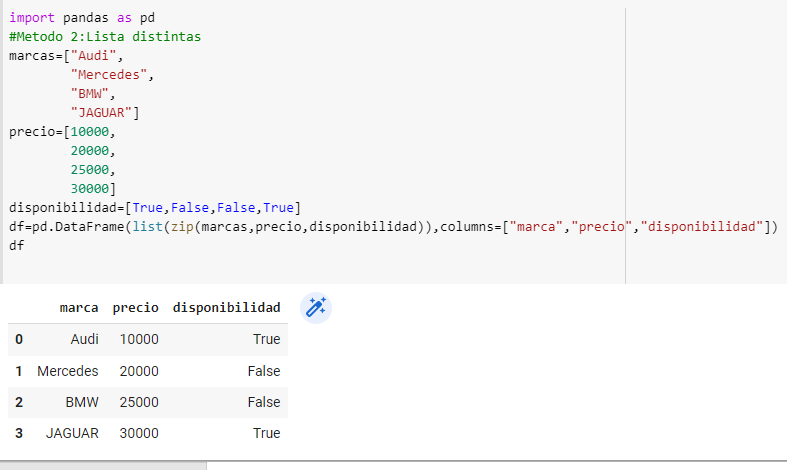 import pandas as pd
#Metodo 2:Lista distintas
marcas=["Audi",
"Mercedes",
"BMW",
"JAGUAR"]
precio=[10000,
20000,
25000,
30000]
disponibilidad=[True,False,False,True]
df=pd.DataFrame(list(zip(marcas,precio,disponibilidad)),columns=["marca","precio","disponibilidad"])
df
marca precio disponibilidad
0 Audi 10000 True
1 Mercedes 20000 False
2 BMW 25000 False
3 JAGUAR 30000 True